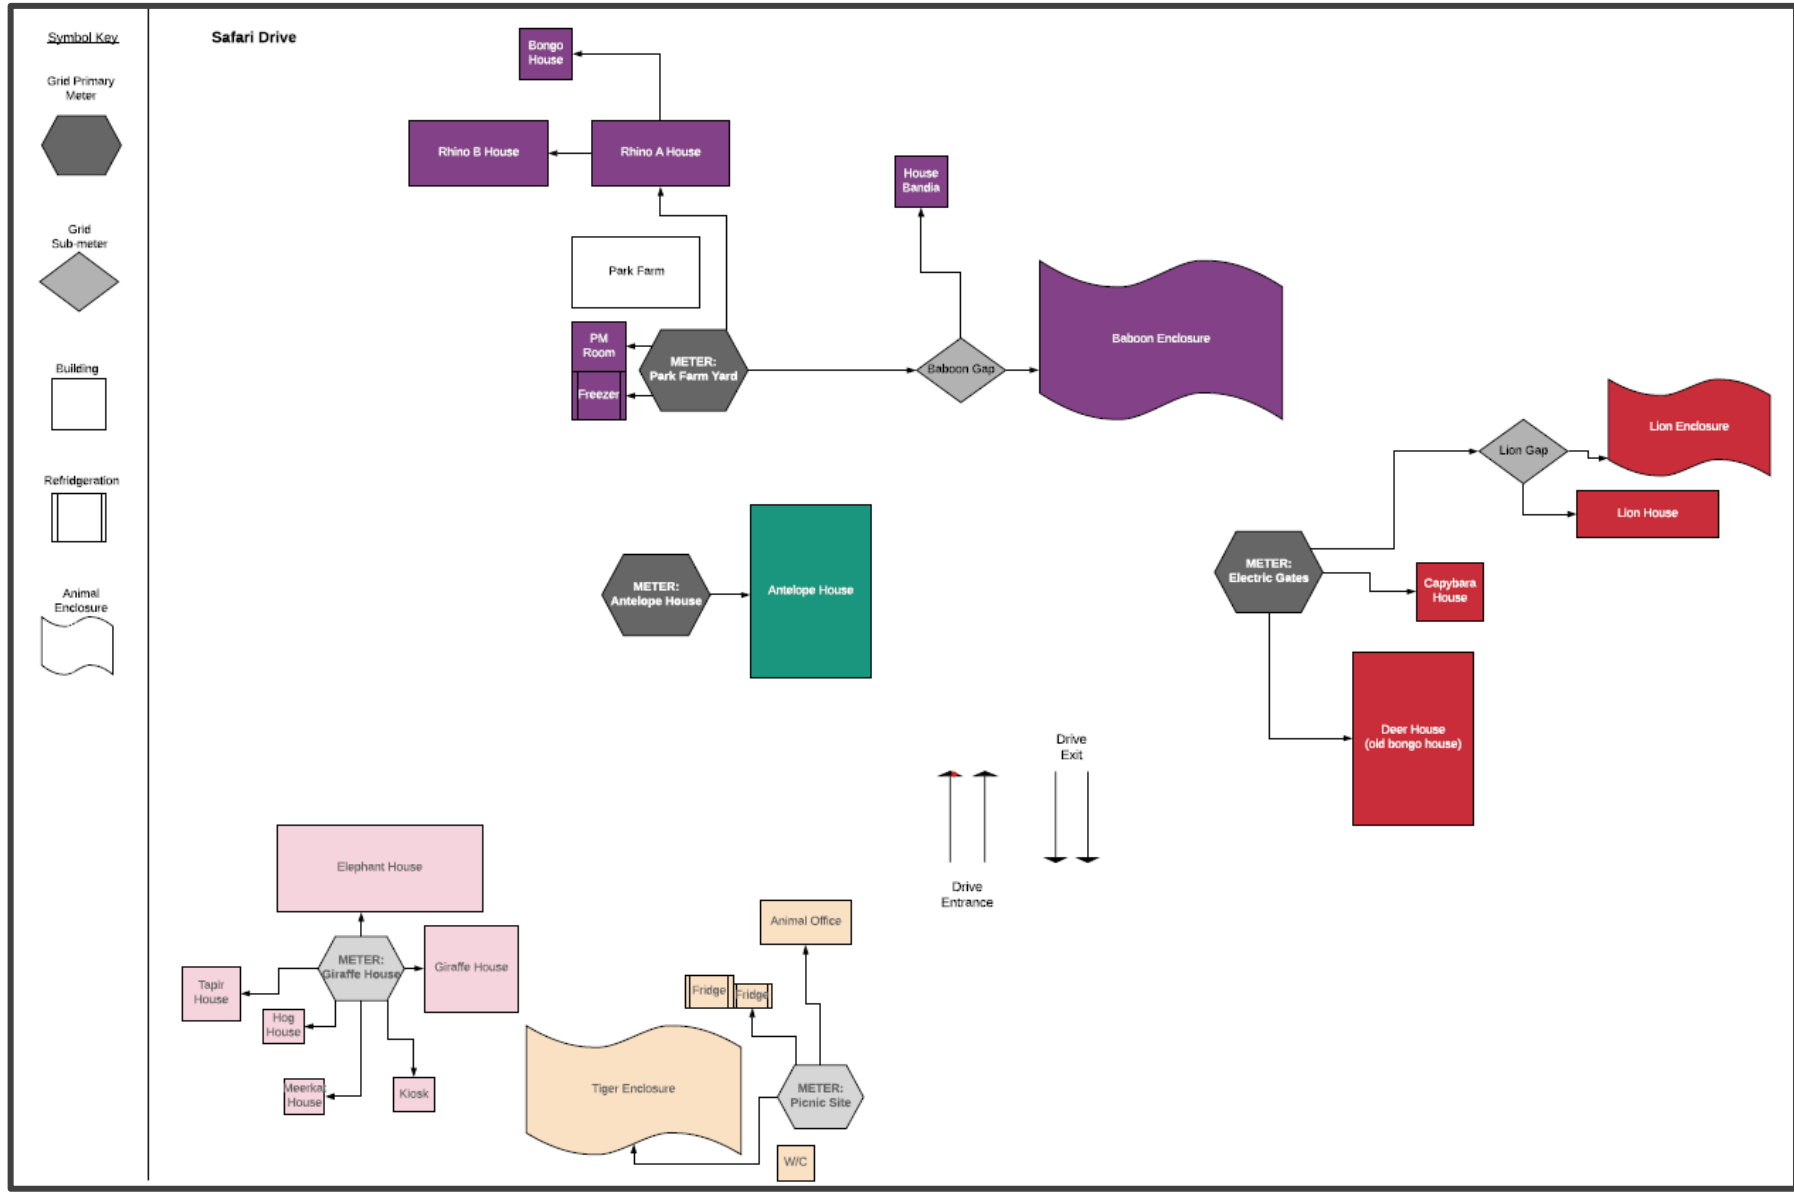 Symbol Key
Grid Primary
Meter
Grid
Sub-meter
Building
Refridgeration
Animal
Enclosure
Safari Drive
Bongo
House
Rhino B House
Rhino A House
Park Farm
PM
Room
Freezer
METER:
Park Farm Yard
House
Bandia
Baboon Gap
Baboon Enclosure
Lion Enclosure
Lion Gap
Lion House
METER:
Electric Gates
Capybara
House
Deer House
(old bongo house)
METER:
Antelope House
Antelope House
Drive
Exit
Drive
Entrance
Elephant House
METER:
Giraffe House
Giraffe House
Tapir
House
Hog
House
Meerkat
House
Kiosk
Animal Office
Fridge
Fridge
Tiger Enclosure
METER:
Picnic Site
W/C